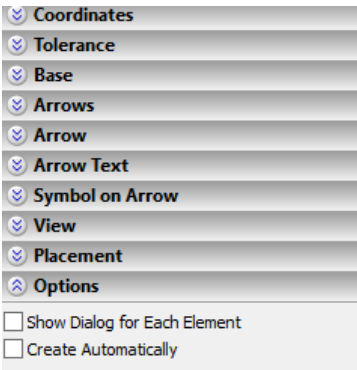 Coordinates
Tolerance
Base
Arrows
Arrow
Arrow Text
Symbol on Arrow
View
Placement
Options
Show Dialog for Each Element
Create Automatically